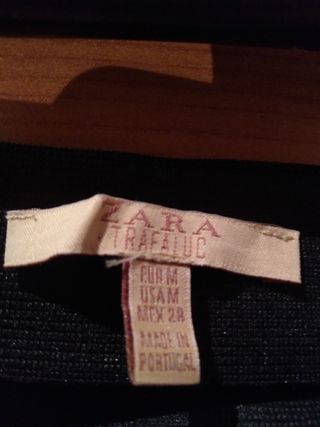 ZARA
TRAFALUC
EUR M
USA M
MEX 28
MADE IN
PORTUGAL